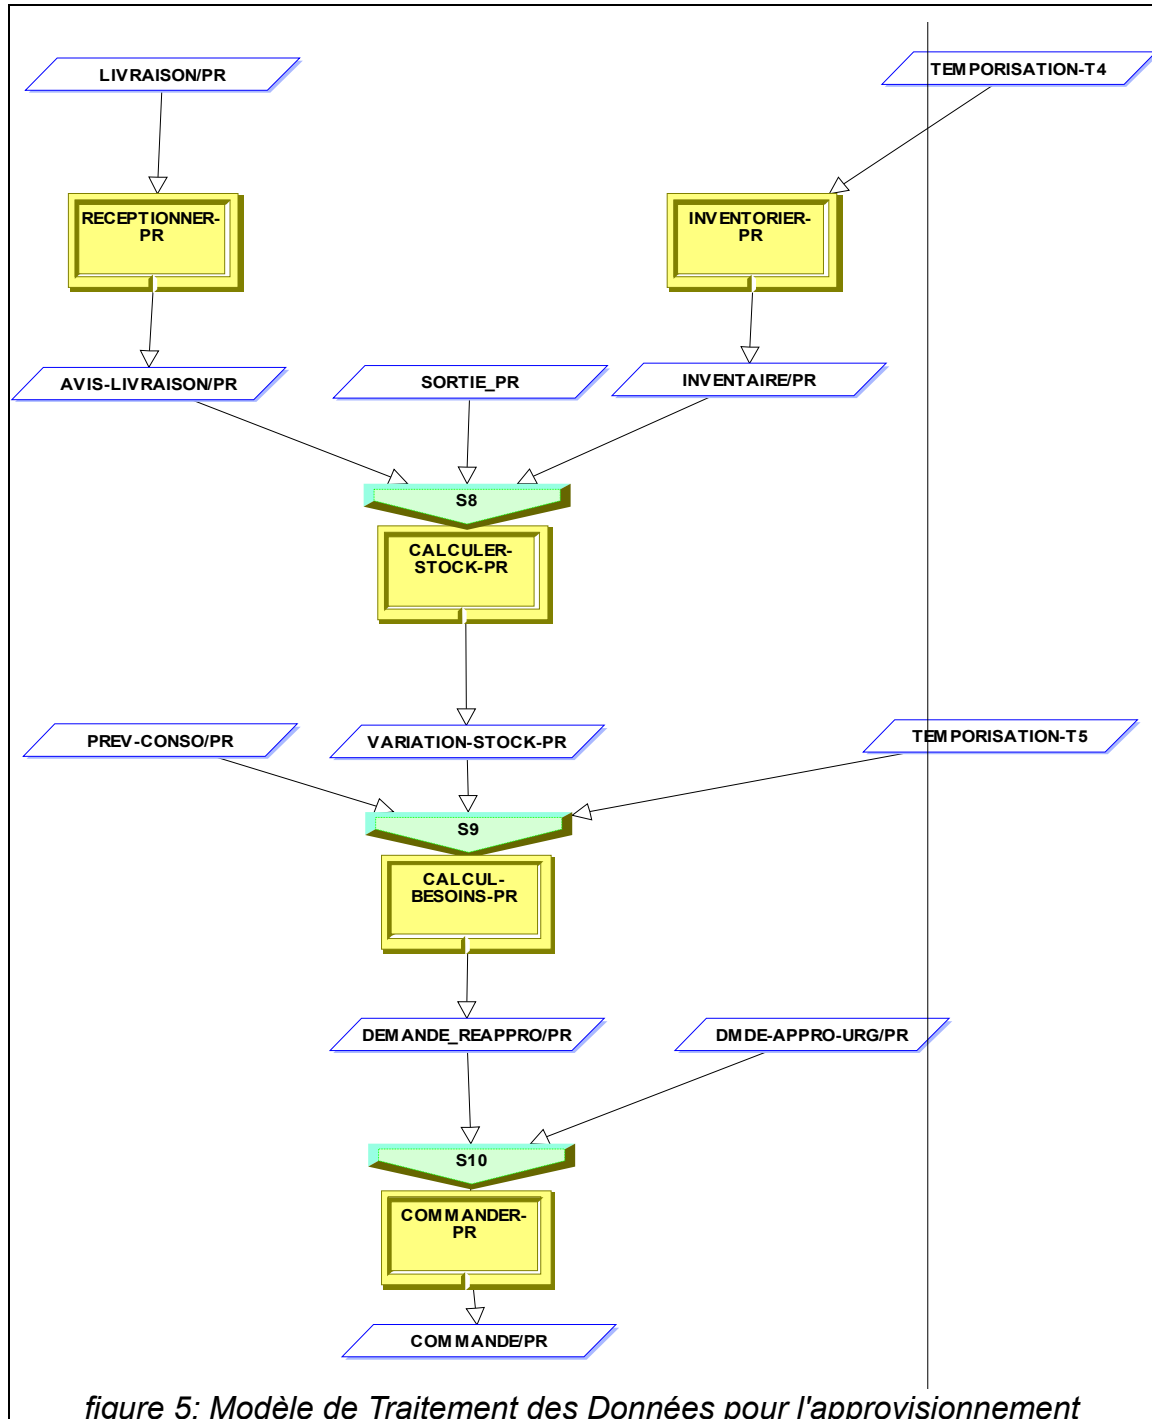 LIVRAISON/PR
TEMPORISATION-T4
RECEPTIONNER-
PR
INVENTORIER-
PR
AVIS-LIVRAISON/PR
SORTIE_PR
INVENTAIRE/PR
S8
CALCULER-
STOCK-PR
PREV-CONSO/PR
VARIATION-STOCK-PR
TEMPORISATION-T5
S9
CALCUL-
BESOINS-PR
DEMANDE_REAPPRO/PR
DMDE-APPRO-URG/PR
S10
COMMANDER-
PR
COMMANDE/PR
figure 5: Modèle de Traitement des Données pour l'approvisionnement